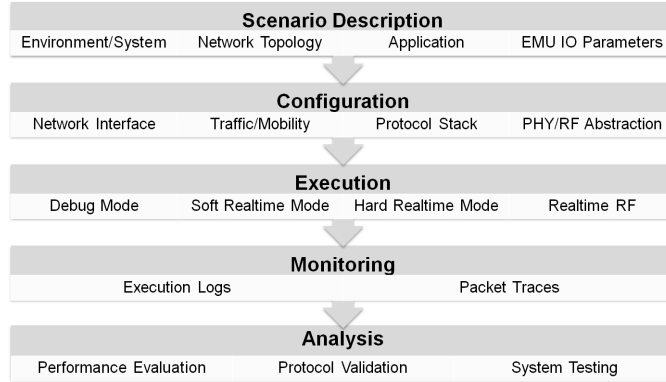 Scenario Description
Environment/System Network Topology Application EMU IO Parameters
Configuration
Network Interface Traffic/Mobility Protocol Stack PHY/RF Abstraction
Execution
Debug Mode Soft Realtime Mode Hard Realtime Mode Realtime RF
Monitoring
Execution Logs Packet Traces
Analysis
Performance Evaluation Protocol Validation System Testing